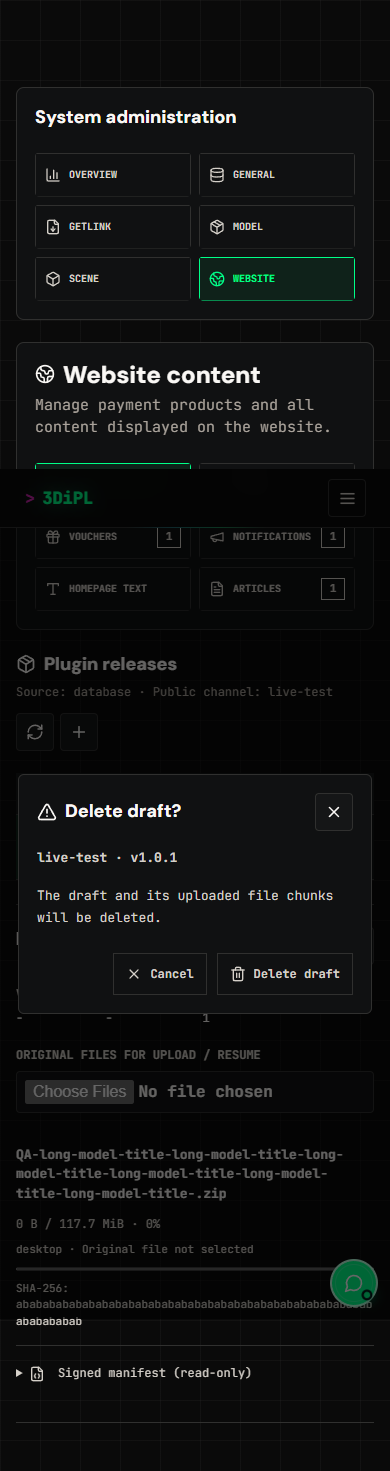 System administration
OVERVIEW
GENERAL
GETLINK
MODEL
SCENE
WEBSITE
Website content
Manage payment products and all
content displayed on the website.
> 3DiPL
VOUCHERS 1
NOTIFICATIONS 1
HOMEPAGE TEXT
ARTICLES 1
Plugin releases
Source: database · Public channel: live-test
Delete draft?
live-test · v1.0.1
The draft and its uploaded file chunks
will be deleted.
Cancel
Delete draft
- - 1
ORIGINAL FILES FOR UPLOAD / RESUME
Choose Files No file chosen
QA-long-model-title-long-model-title-long-
model-title-long-model-title-long-model-
title-long-model-title-.zip
0 B / 117.7 MiB · 0%
desktop · Original file not selected
SHA-256:
abababababababababababababababababababababababababababab
abababab
Signed manifest (read-only)